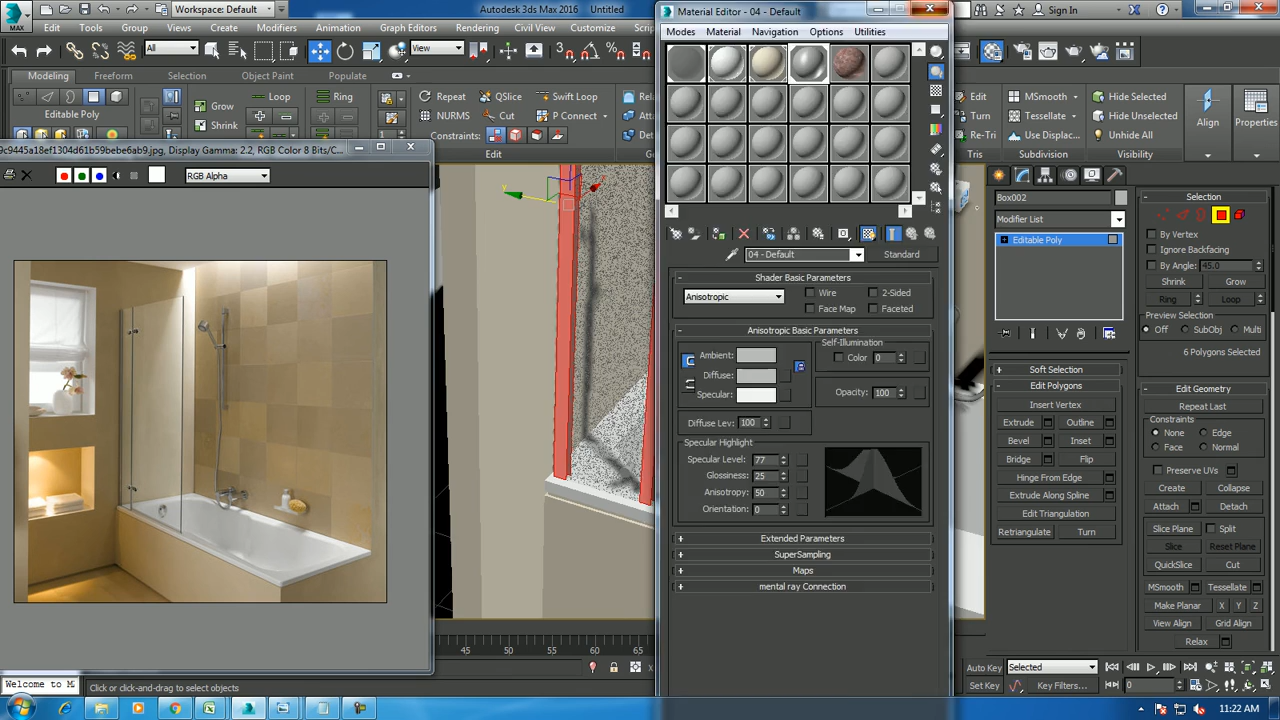 Workspace: Default
Autodesk 3ds Max 2016
Untitled
Sign In
MAX
Edit
Tools
Group
Views
Create
Modifiers
Animation
Graph Editors
Rendering
Civil View
Customize
Scripting
All
View
Modeling
Freeform
Selection
Object Paint
Populate
Edit Poly
Grow
Shrink
Loop
Ring
Repeat
QSlice
Swift Loop
NURMS
Cut
P Connect
Constraints:
Edit
Edit
MSmooth
Hide Selected
Tessellate
Hide Unselected
Re-Tri
Use Displac...
Unhide All
Tris
Subdivision
Visibility
Align
Properties
c9445a18ef1304d61b59bebe6ab9.jpg, Display Gamma: 2.2, RGB Color 8 Bits/C...
RGB Alpha
Material Editor - 04 - Default
Modes
Material
Navigation
Options
Utilities
04 - Default
Standard
Shader Basic Parameters
Anisotropic
Wire
2-Sided
Face Map
Faceted
Anisotropic Basic Parameters
Self-Illumination
Ambient:
Color 0
Diffuse:
Specular:
Opacity: 100
Diffuse Lev: 100
Specular Highlight
Specular Level: 77
Glossiness: 25
Anisotropy: 50
Orientation: 0
Extended Parameters
SuperSampling
Maps
mental ray Connection
Box002
Modifier List
Editable Poly
Soft Selection
Edit Polygons
Insert Vertex
Extrude
Outline
Bevel
Inset
Bridge
Flip
Hinge From Edge
Extrude Along Spline
Edit Triangulation
Retriangulate
Turn
Selection
By Vertex
Ignore Backfacing
By Angle: 45.0
Shrink
Grow
Ring
Loop
Preview Selection
Off
SubObj
Multi
6 Polygons Selected
Edit Geometry
Repeat Last
Constraints
None
Edge
Face
Normal
Preserve UVs
Create
Collapse
Attach
Detach
Slice Plane
Split
Slice
Reset Plane
QuickSlice
Cut
MSmooth
Tessellate
Make Planar
X
Y
Z
View Align
Grid Align
Relax
45
50
55
60
65
Auto Key
Selected
Set Key
Key Filters...
0
Welcome to M
Click or click-and-drag to select objects
11:22 AM